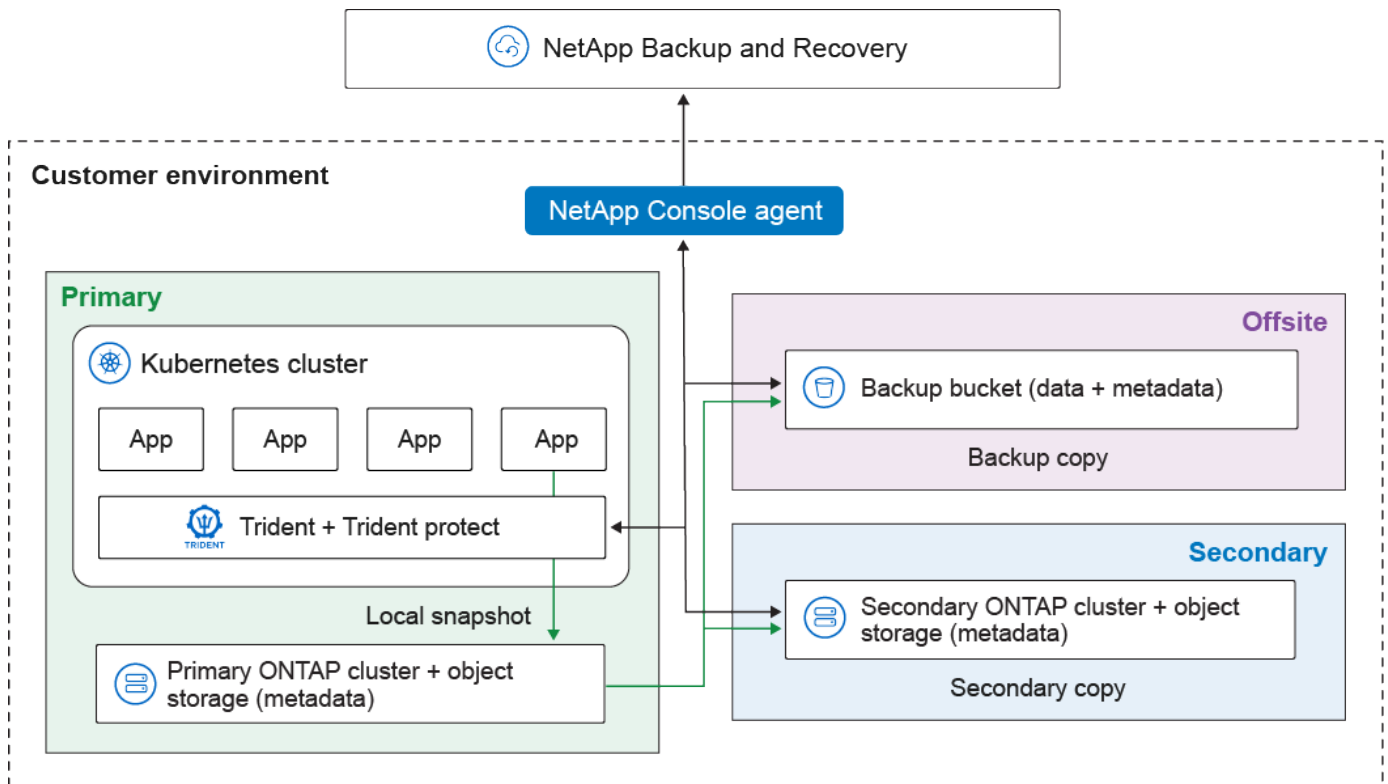 NetApp Backup and Recovery
Customer environment
NetApp Console agent
Primary
Kubernetes cluster
App
App
App
App
TRIDENT
Trident + Trident protect
Local snapshot
Primary ONTAP cluster + object
storage (metadata)
Offsite
Backup bucket (data + metadata)
Backup copy
Secondary
Secondary ONTAP cluster + object
storage (metadata)
Secondary copy